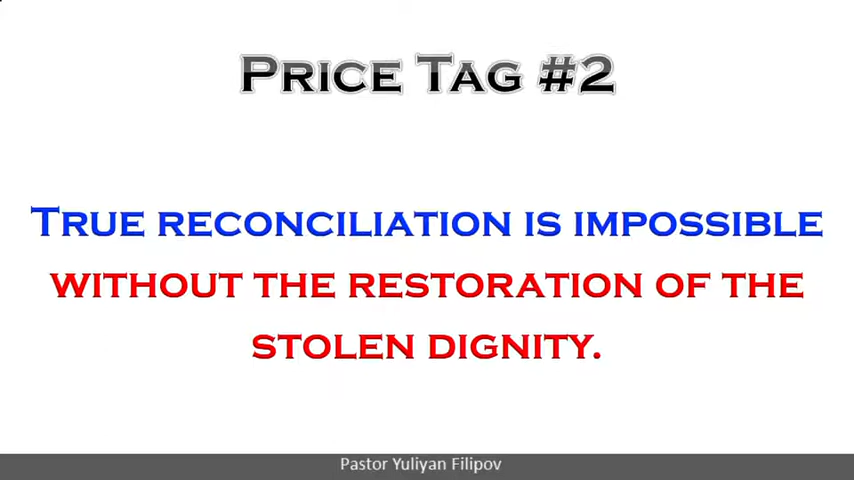 Price Tag #2
True reconciliation is impossible
without the restoration of the
stolen dignity.
Pastor Yuliyan Filipov